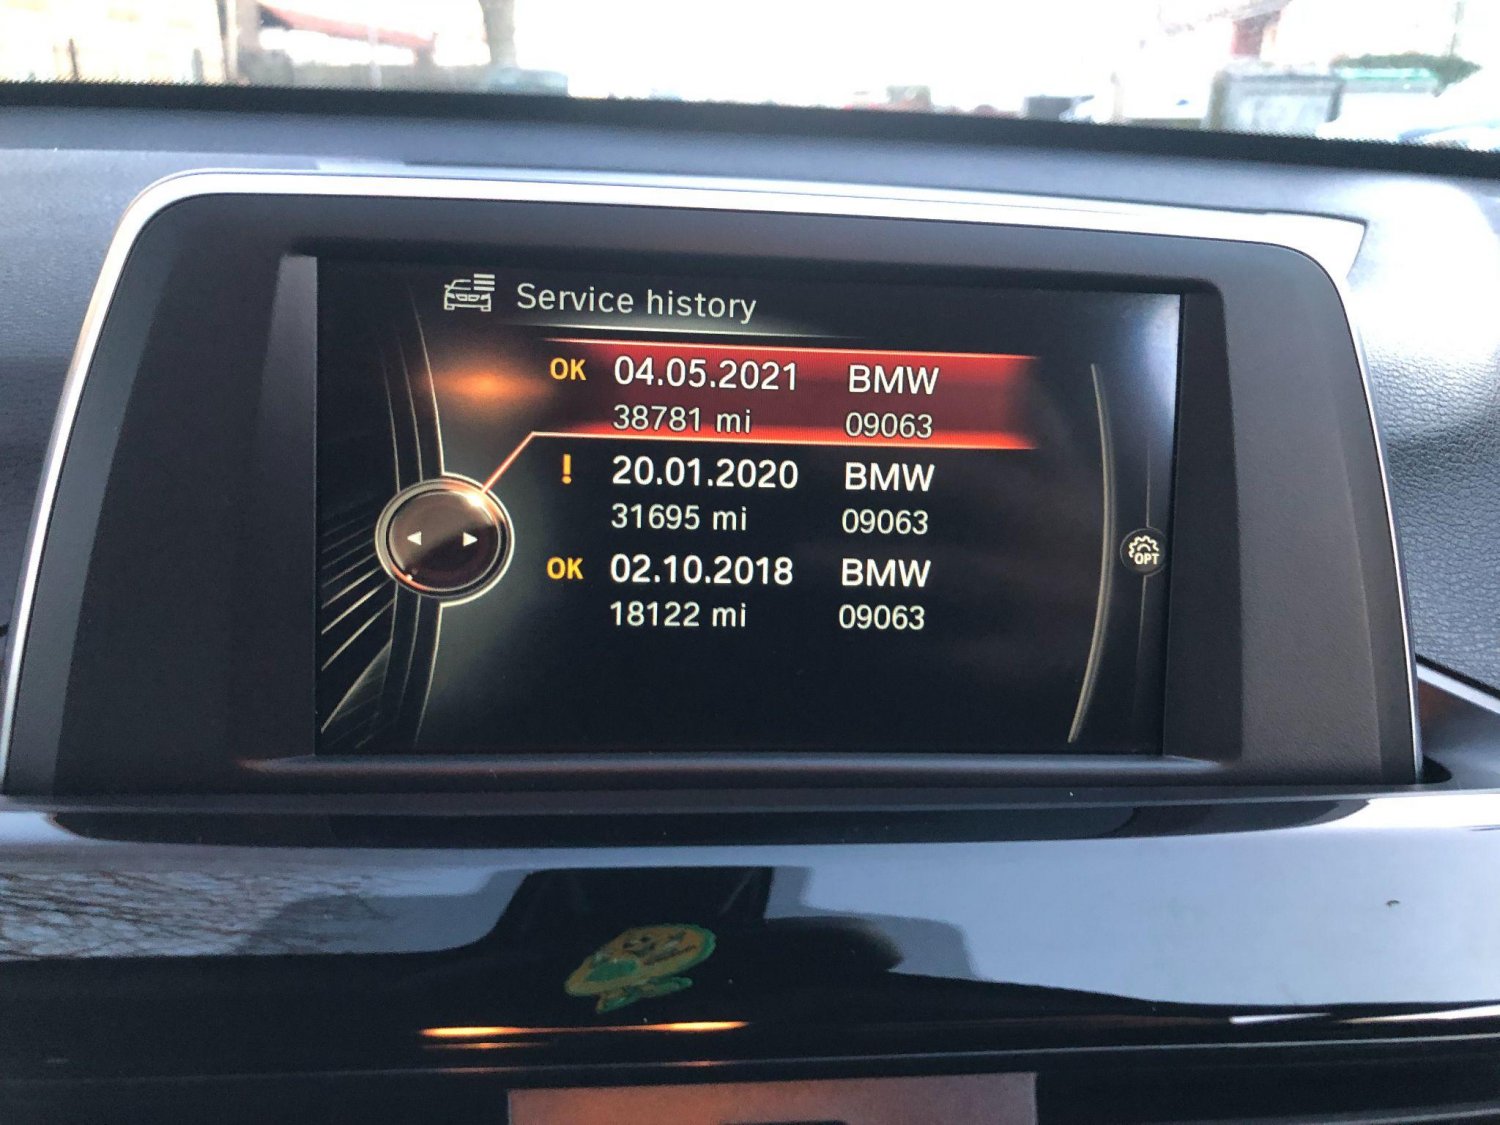 Service history
OK 04.05.2021 BMW
38781 mi 09063
! 20.01.2020 BMW
31695 mi 09063
OK 02.10.2018 BMW
18122 mi 09063
OPT